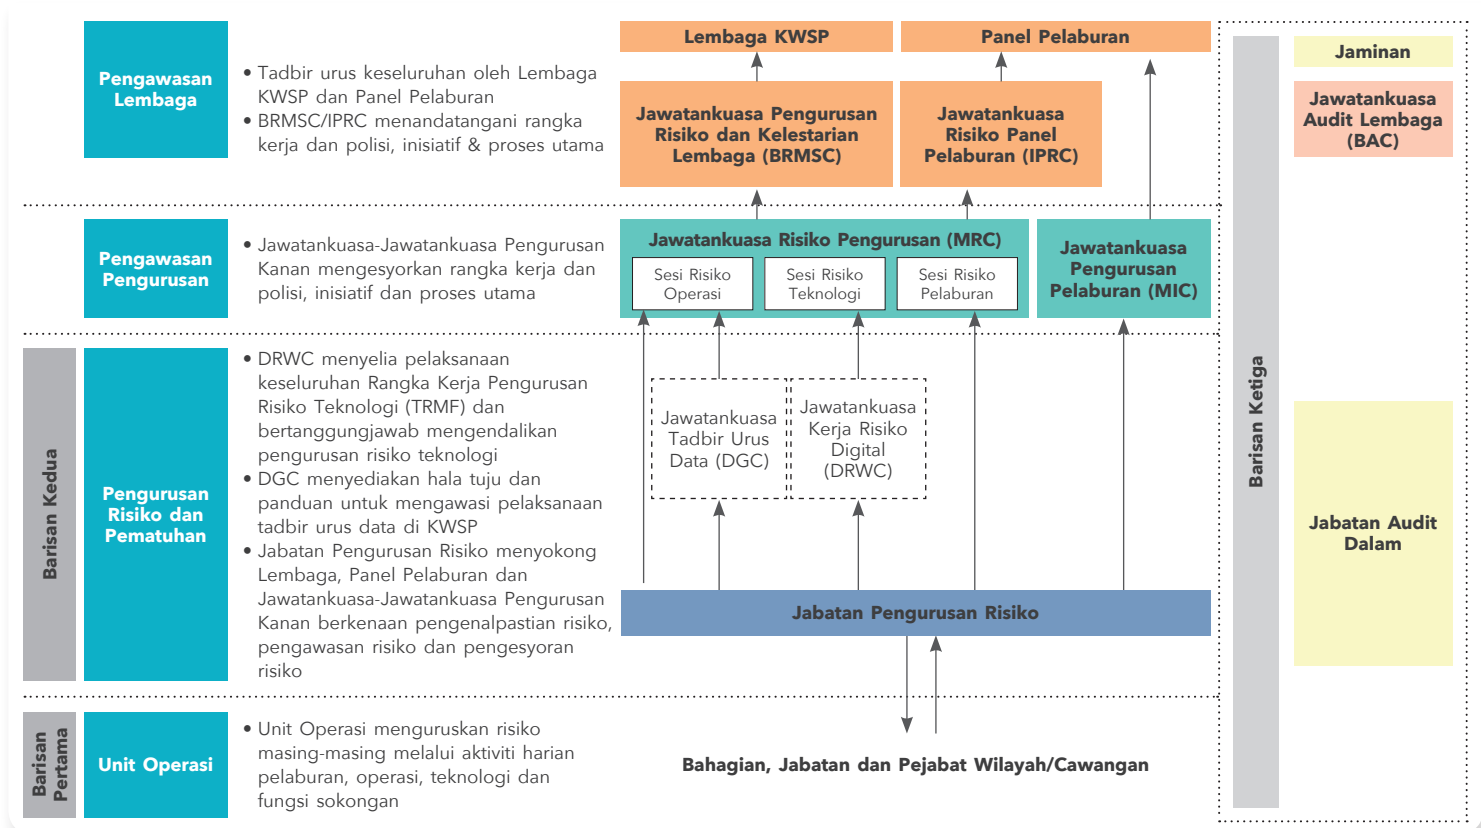 Pengawasan
Lembaga
• Tadbir urus keseluruhan oleh Lembaga
KWSP dan Panel Pelaburan
• BRMSC/IPRC menandatangani rangka
kerja dan polisi, inisiatif & proses utama
Lembaga KWSP
Panel Pelaburan
Jawatankuasa Pengurusan
Risiko dan Kelestarian
Lembaga (BRMSC)
Jawatankuasa
Risiko Panel
Pelaburan (IPRC)
Pengawasan
Pengurusan
• Jawatankuasa-Jawatankuasa Pengurusan
Kanan mengesyorkan rangka kerja dan
polisi, inisiatif dan proses utama
Jawatankuasa Risiko Pengurusan (MRC)
Sesi Risiko
Operasi
Sesi Risiko
Teknologi
Sesi Risiko
Pelaburan
Jawatankuasa
Pengurusan
Pelaburan (MIC)
Barisan Kedua
Pengurusan
Risiko dan
Pematuhan
• DRWC menyelia pelaksanaan
keseluruhan Rangka Kerja Pengurusan
Risiko Teknologi (TRMF) dan
bertanggungjawab mengendalikan
pengurusan risiko teknologi
• DGC menyediakan hala tuju dan
panduan untuk mengawasi pelaksanaan
tadbir urus data di KWSP
• Jabatan Pengurusan Risiko menyokong
Lembaga, Panel Pelaburan dan
Jawatankuasa-Jawatankuasa Pengurusan
Kanan berkenaan pengenalpastian risiko,
pengawasan risiko dan pengesyoran
risiko
Jawatankuasa
Tadbir Urus
Data (DGC)
Jawatankuasa
Kerja Risiko
Digital
(DRWC)
Jabatan Pengurusan Risiko
Barisan
Pertama
Unit Operasi
• Unit Operasi menguruskan risiko
masing-masing melalui aktiviti harian
pelaburan, operasi, teknologi dan
fungsi sokongan
Bahagian, Jabatan dan Pejabat Wilayah/Cawangan
Barisan Ketiga
Jaminan
Jawatankuasa
Audit Lembaga
(BAC)
Jabatan Audit
Dalam